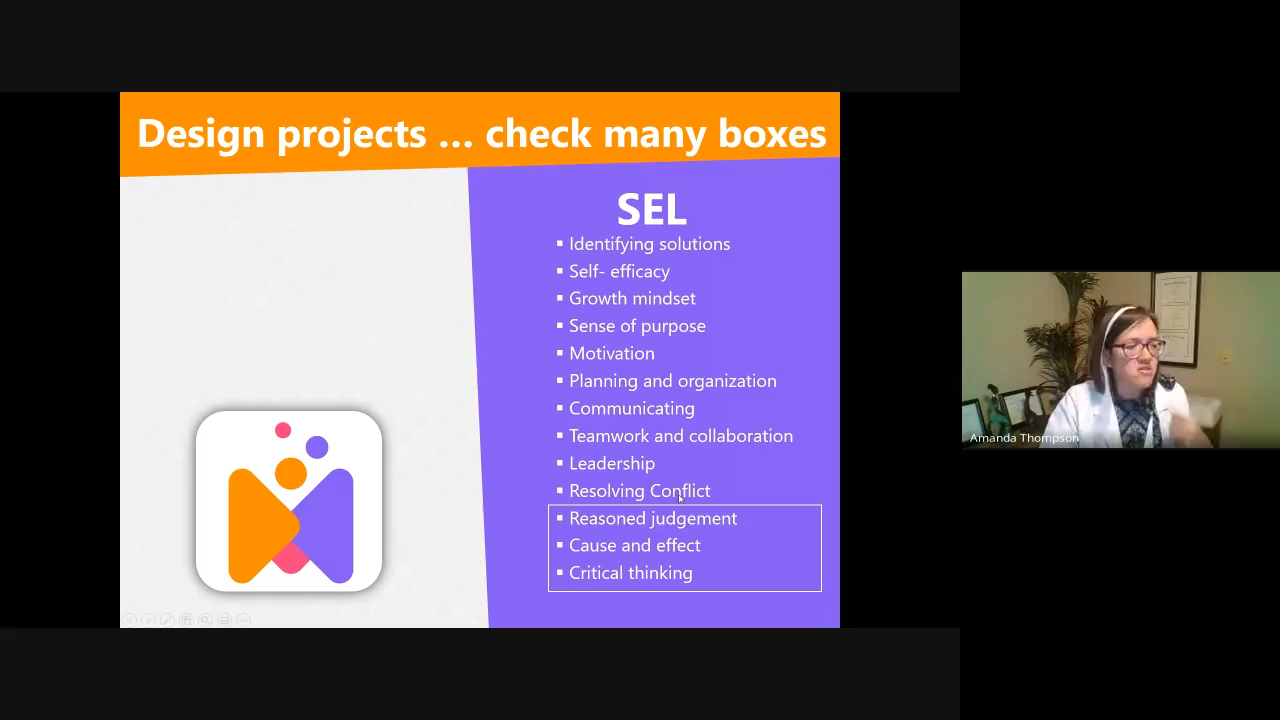 Design projects ... check many boxes
SEL
▪ Identifying solutions
▪ Self- efficacy
▪ Growth mindset
▪ Sense of purpose
▪ Motivation
▪ Planning and organization
▪ Communicating
▪ Teamwork and collaboration
▪ Leadership
▪ Resolving Conflict
▪ Reasoned judgement
▪ Cause and effect
▪ Critical thinking
Amanda Thompson